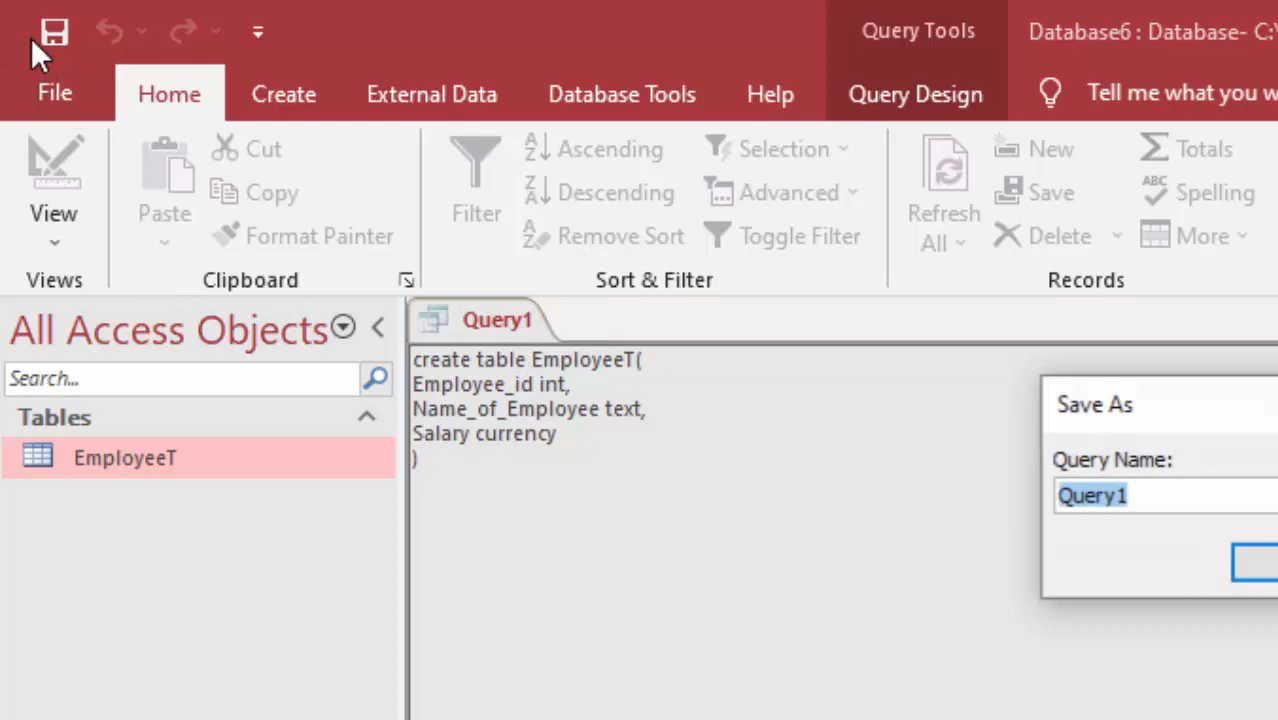 Query Tools
Database6 : Database- C:\
File
Home
Create
External Data
Database Tools
Help
Query Design
Tell me what you w
View
Views
Paste
Cut
Copy
Format Painter
Clipboard
Filter
Ascending
Descending
Remove Sort
Selection
Advanced
Toggle Filter
Sort & Filter
Refresh
All
New
Save
Delete
Totals
Spelling
More
Records
All Access Objects
Search...
Tables
EmployeeT
Query1
create table EmployeeT(
Employee_id int,
Name_of_Employee text,
Salary currency
)
Save As
Query Name:
Query1